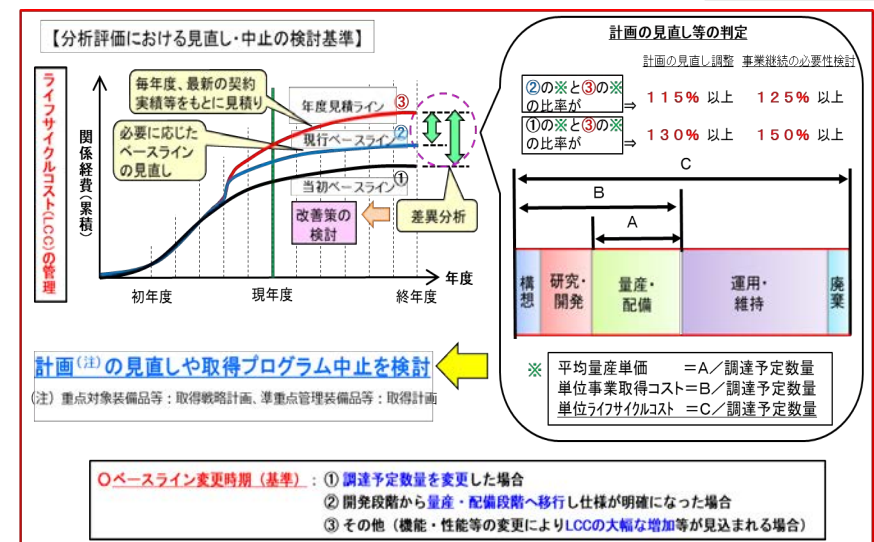 【分析評価における見直し・中止の検討基準】
ライフサイクルコスト(LCC)の管理
関係経費(累積)
毎年度、最新の契約
実績等をもとに見積り
必要に応じた
ベースライン
の見直し
年度見積ライン ③
現行ベースライン ②
当初ベースライン ①
改善策の
検討
差異分析
年度
初年度
現年度
終年度
計画の見直し等の判定
計画の見直し調整 事業継続の必要性検討
②の※と③の※
の比率が ⇒ 115% 以上 125% 以上
①の※と③の※
の比率が ⇒ 130% 以上 150% 以上
C
B
A
構想
研究・
開発
量産・
配備
運用・
維持
廃棄
※ 平均量産単価 =A/調達予定数量
単位事業取得コスト=B/調達予定数量
単位ライフサイクルコスト =C/調達予定数量
計画(注)の見直しや取得プログラム中止を検討
(注)重点対象装備品等:取得戦略計画、準重点管理装備品等:取得計画
〇ベースライン変更時期(基準):① 調達予定数量を変更した場合
② 開発段階から量産・配備段階へ移行し仕様が明確になった場合
③ その他(機能・性能等の変更によりLCCの大幅な増加等が見込まれる場合)